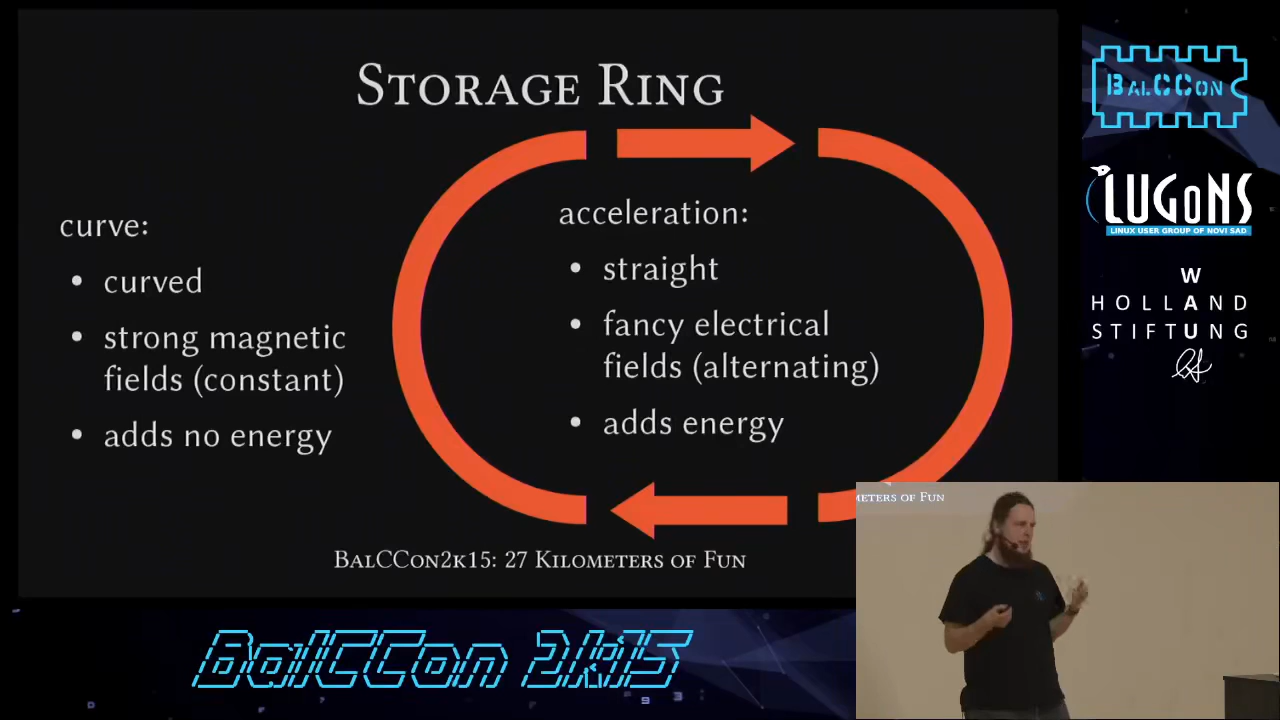 STORAGE RING
curve:
• curved
• strong magnetic
fields (constant)
• adds no energy
acceleration:
• straight
• fancy electrical
fields (alternating)
• adds energy
BALCCON2K15: 27 KILOMETERS OF FUN
BALCCON
LUGoNS
LINUX USER GROUP OF NOVI SAD
W
HOLLAND
STIFTUNG
METERS OF FUN
BalCCon 2k15